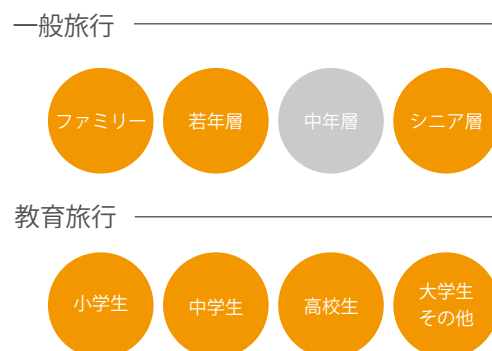 一般旅行
ファミリー
若年層
中年層
シニア層
教育旅行
小学生
中学生
高校生
大学生
その他